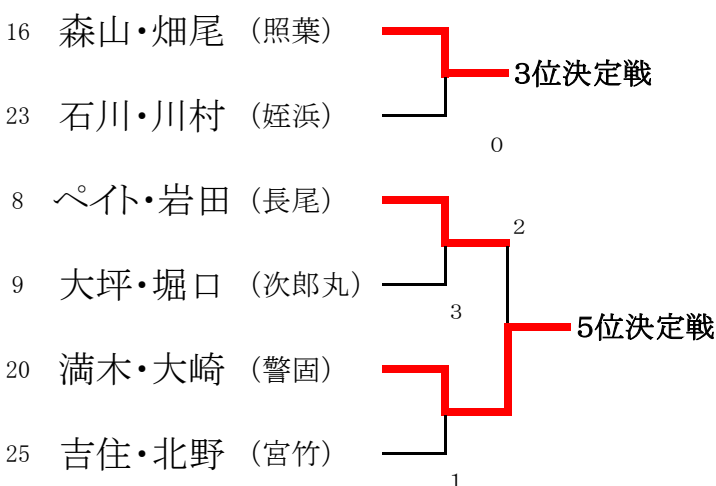 16 森山・畑尾 （照葉）
3位決定戦
23 石川・川村 （姪浜）
0
8 ペイト・岩田 （長尾）
2
9 大坪・堀口 （次郎丸）
3
5位決定戦
20 満木・大崎 （警固）
25 吉住・北野 （宮竹）
1